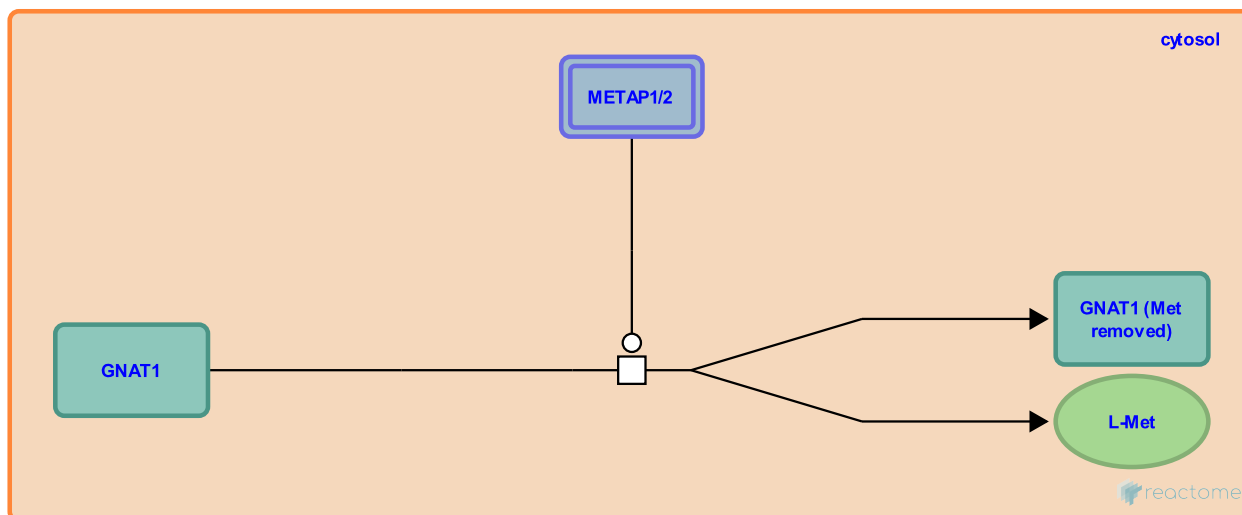 cytosol
METAP1/2
GNAT1 (Met
removed)
GNAT1
L-Met
reactome